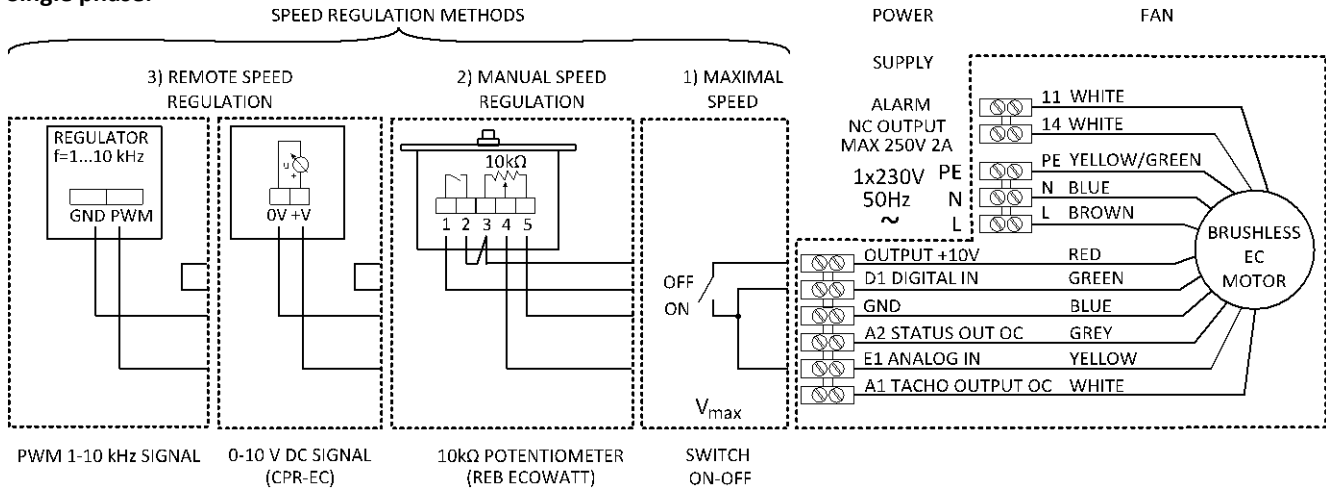 single phase:
SPEED REGULATION METHODS
POWER
SUPPLY
FAN
3) REMOTE SPEED
REGULATION
2) MANUAL SPEED
REGULATION
1) MAXIMAL
SPEED
REGULATOR
f=1...10 kHz
GND PWM
u
+
0V +V
10kΩ
1 2 3 4 5
OFF
ON
Vmax
ALARM
NC OUTPUT
MAX 250V 2A
1x230V
50Hz
~
PE
N
L
11 WHITE
14 WHITE
PE YELLOW/GREEN
N BLUE
L BROWN
OUTPUT +10V RED
D1 DIGITAL IN GREEN
GND BLUE
A2 STATUS OUT OC GREY
E1 ANALOG IN YELLOW
A1 TACHO OUTPUT OC WHITE
BRUSHLESS
EC
MOTOR
PWM 1-10 kHz SIGNAL
0-10 V DC SIGNAL
(CPR-EC)
10kΩ POTENTIOMETER
(REB ECOWATT)
SWITCH
ON-OFF